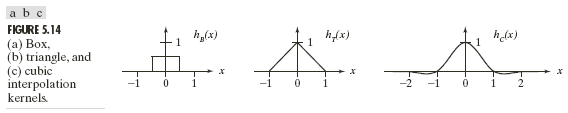 a b c
FIGURE 5.14
(a) Box,
(b) triangle, and
(c) cubic
interpolation
kernels.
h_B(x)
1
x
-1 0 1
h_T(x)
1
x
-1 0 1
h_c(x)
1
x
-2 -1 0 1 2